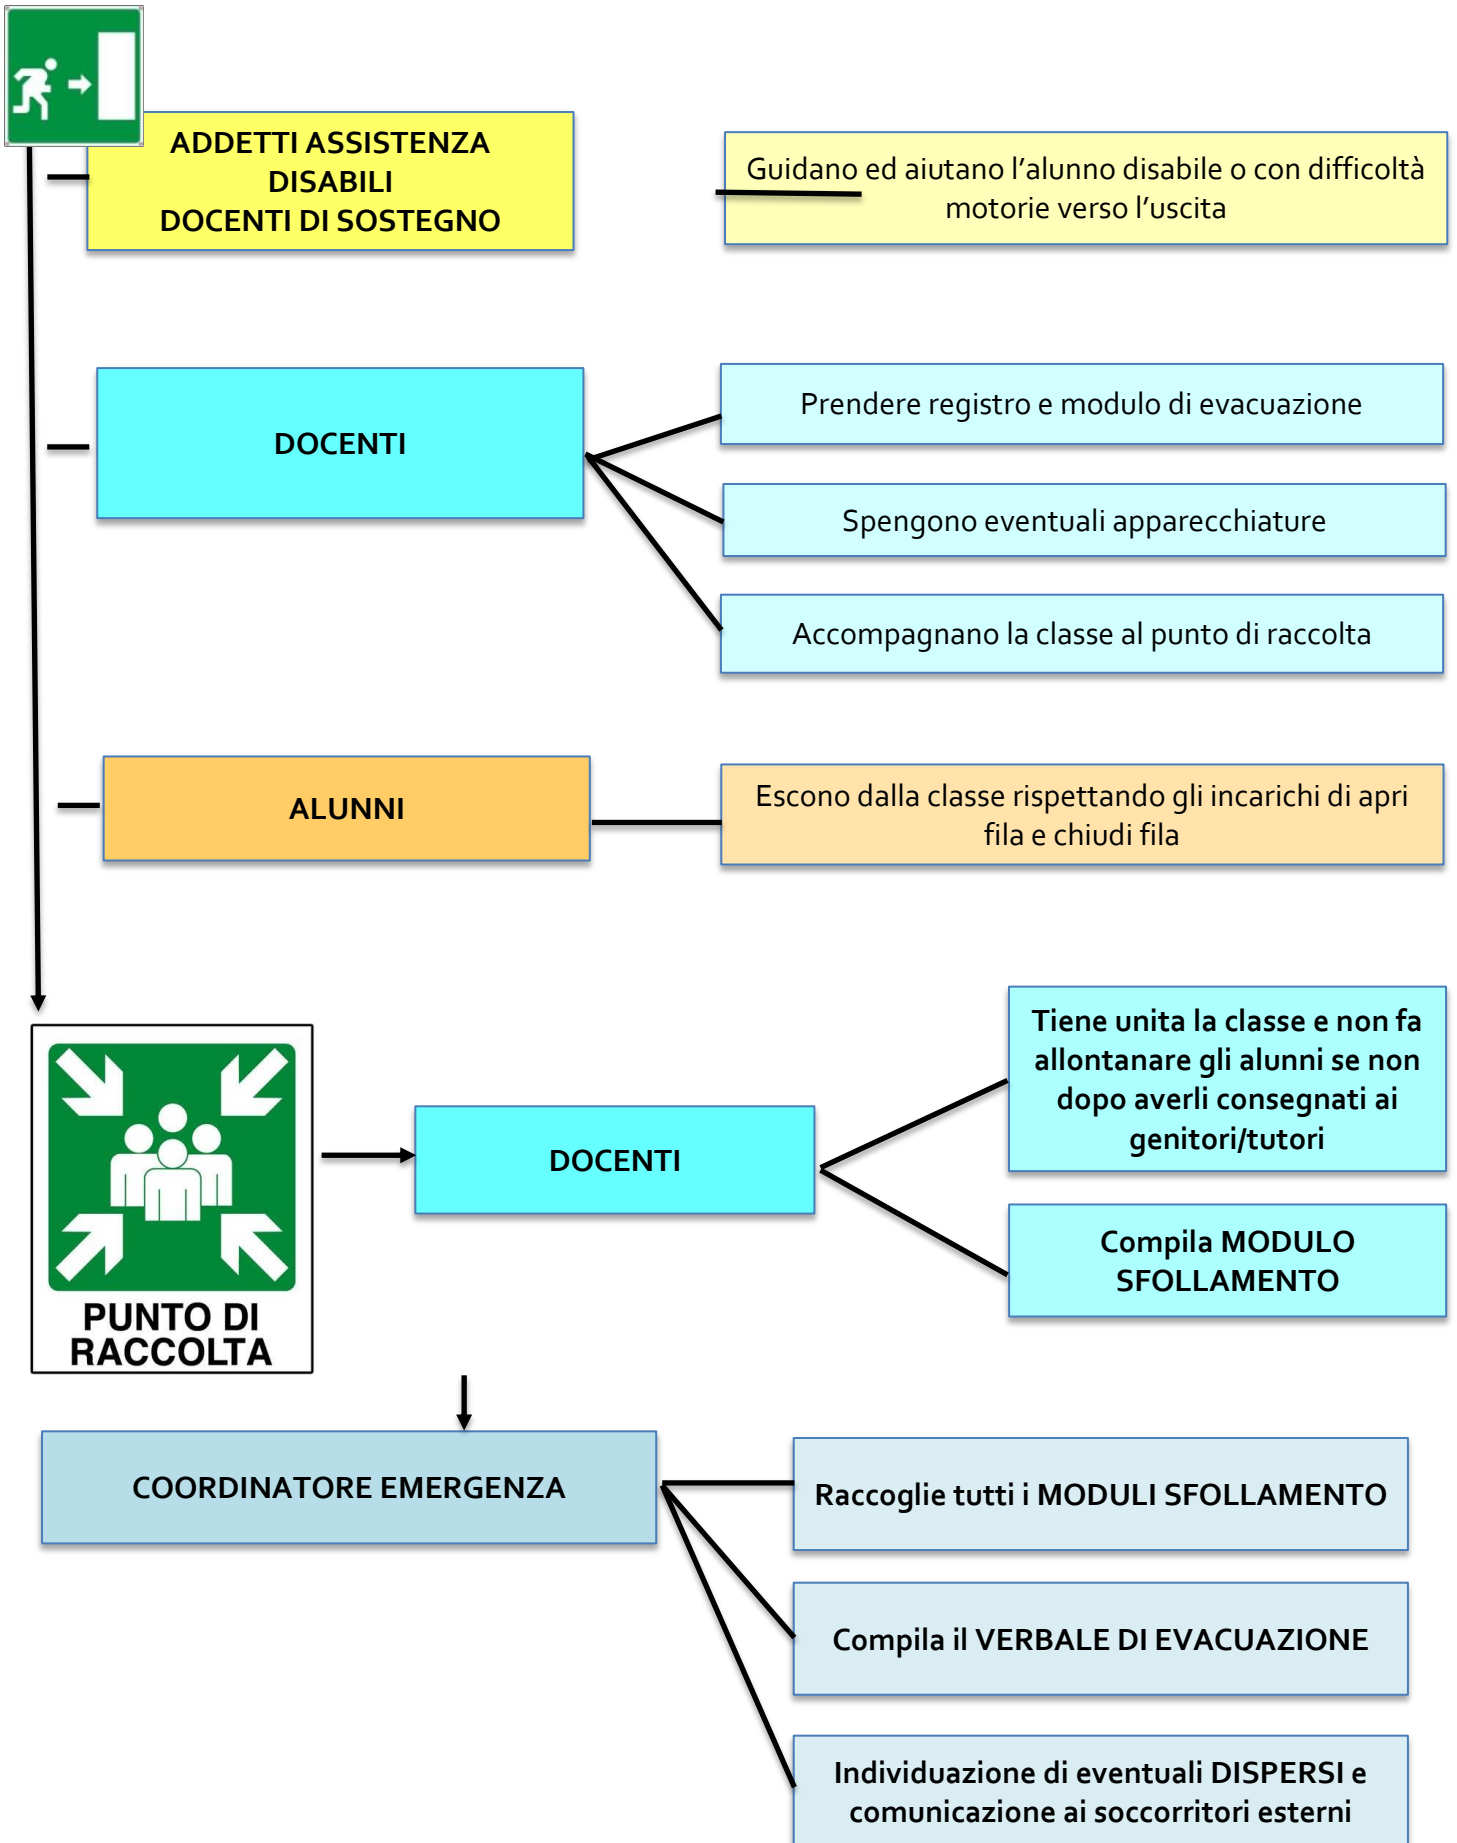 ADDETTI ASSISTENZA
DISABILI
DOCENTI DI SOSTEGNO
Guidano ed aiutano l’alunno disabile o con difficoltà
motorie verso l’uscita
DOCENTI
Prendere registro e modulo di evacuazione
Spengono eventuali apparecchiature
Accompagnano la classe al punto di raccolta
ALUNNI
Escono dalla classe rispettando gli incarichi di apri
fila e chiudi fila
PUNTO DI
RACCOLTA
DOCENTI
Tiene unita la classe e non fa
allontanare gli alunni se non
dopo averli consegnati ai
genitori/tutori
Compila MODULO
SFOLLAMENTO
COORDINATORE EMERGENZA
Raccoglie tutti i MODULI SFOLLAMENTO
Compila il VERBALE DI EVACUAZIONE
Individuazione di eventuali DISPERSI e
comunicazione ai soccorritori esterni